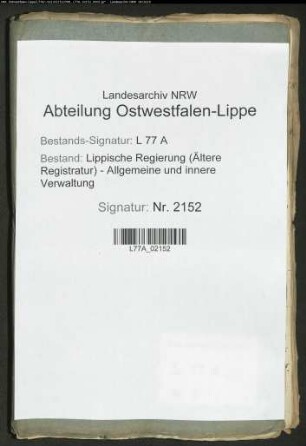 Landesarchiv NRW
Abteilung Ostwestfalen-Lippe
Bestands-Signatur: L 77 A
Bestand: Lippische Regierung (Ältere
Registratur) - Allgemeine und innere
Verwaltung
Signatur: Nr. 2152
L77A_02152